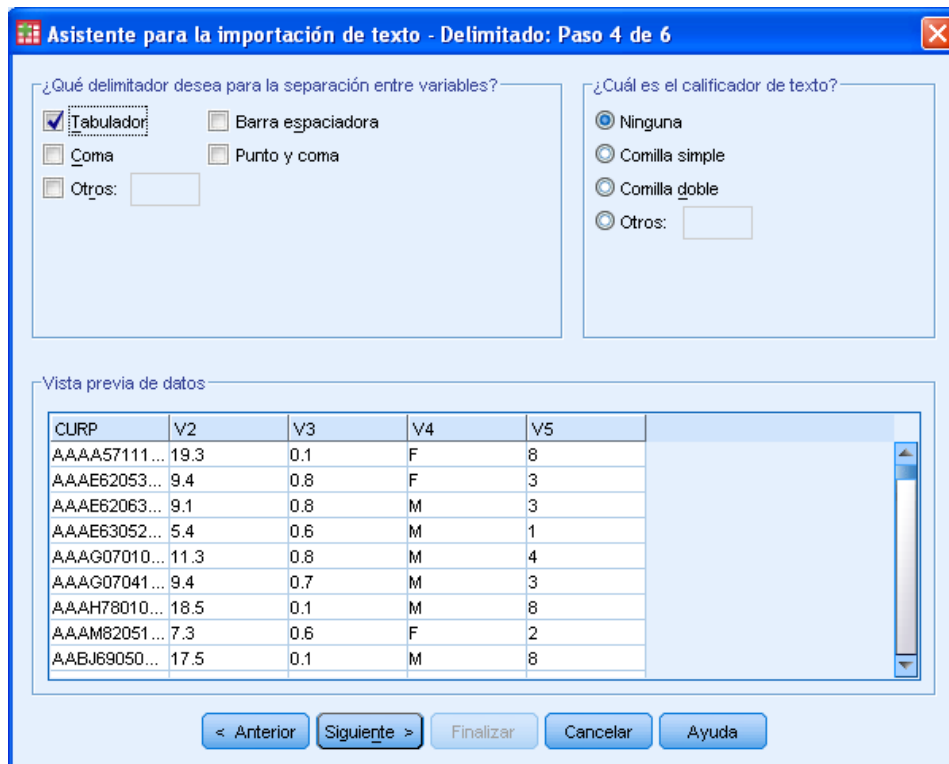 Asistente para la importación de texto - Delimitado: Paso 4 de 6
¿Qué delimitador desea para la separación entre variables?
Tabulador
Barra espaciadora
Coma
Punto y coma
Otros:
¿Cuál es el calificador de texto?
Ninguna
Comilla simple
Comilla doble
Otros:
Vista previa de datos
CURP V2 V3 V4 V5
AAAA57111... 19.3 0.1 F 8
AAAE62053... 9.4 0.8 F 3
AAAE62063... 9.1 0.8 M 3
AAAE63052... 5.4 0.6 M 1
AAAG07010... 11.3 0.8 M 4
AAAG07041... 9.4 0.7 M 3
AAAH78010... 18.5 0.1 M 8
AAAM82051... 7.3 0.6 F 2
AABJ69050... 17.5 0.1 M 8
< Anterior Siguiente > Finalizar Cancelar Ayuda